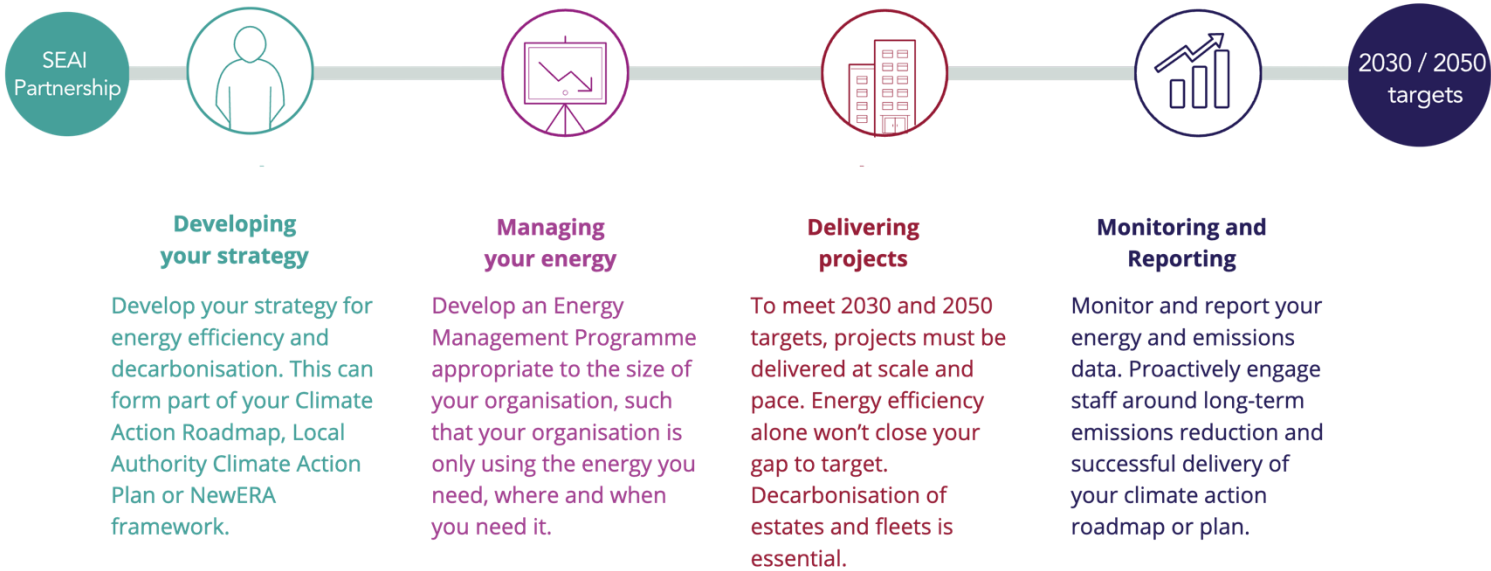 SEAI
Partnership
2030 / 2050
targets
Developing
your strategy
Develop your strategy for
energy efficiency and
decarbonisation. This can
form part of your Climate
Action Roadmap, Local
Authority Climate Action
Plan or NewERA
framework.
Managing
your energy
Develop an Energy
Management Programme
appropriate to the size of
your organisation, such
that your organisation is
only using the energy you
need, where and when
you need it.
Delivering
projects
To meet 2030 and 2050
targets, projects must be
delivered at scale and
pace. Energy efficiency
alone won’t close your
gap to target.
Decarbonisation of
estates and fleets is
essential.
Monitoring and
Reporting
Monitor and report your
energy and emissions
data. Proactively engage
staff around long-term
emissions reduction and
successful delivery of
your climate action
roadmap or plan.